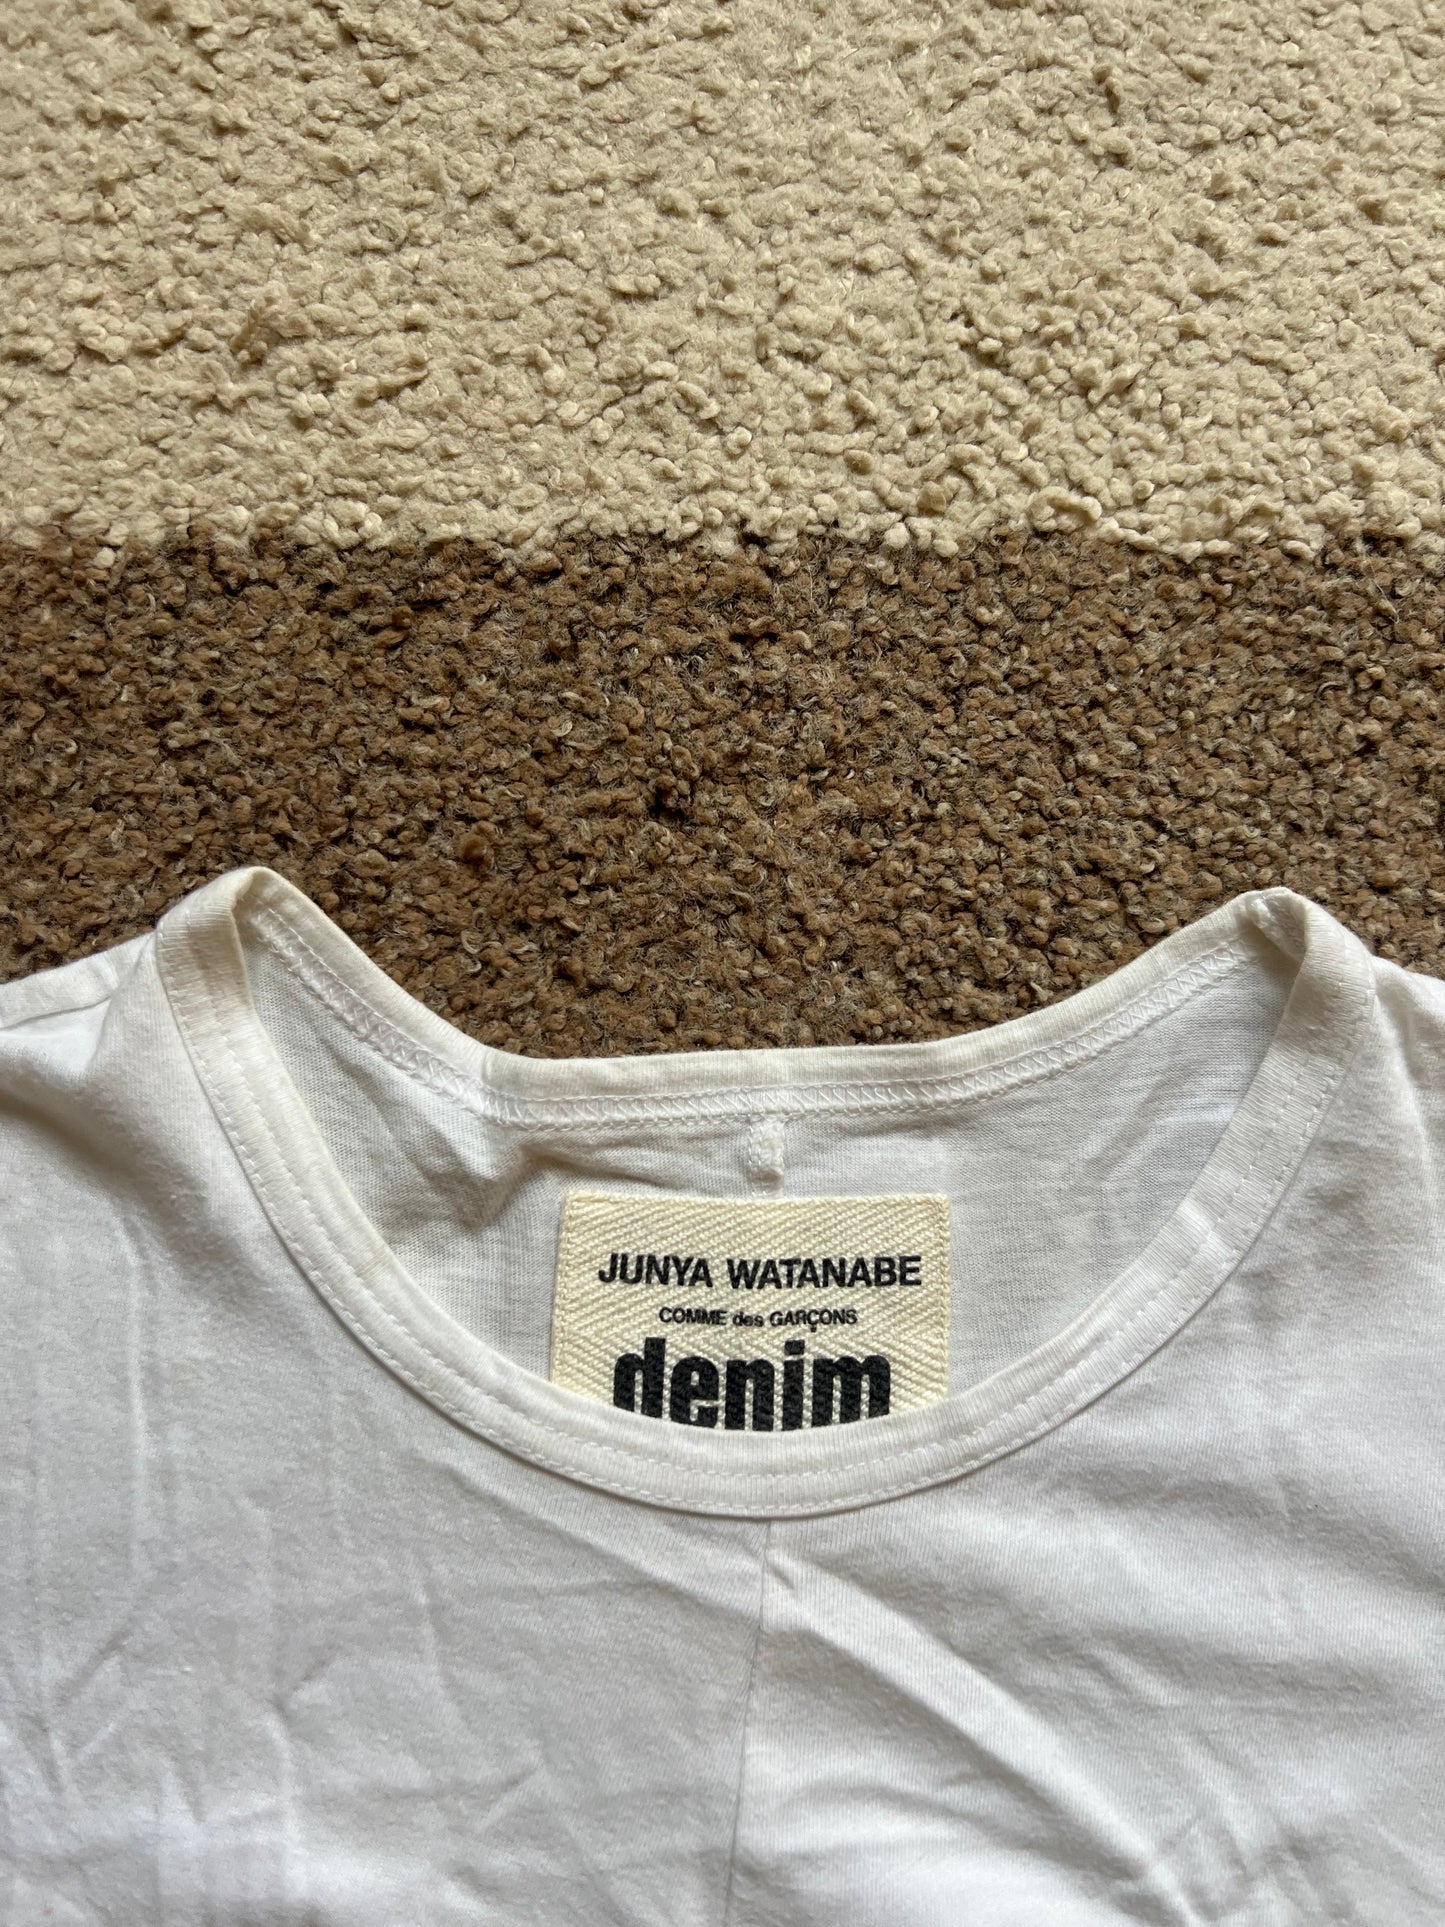 JUNYA WATANABE
COMME des GARÇONS
denim